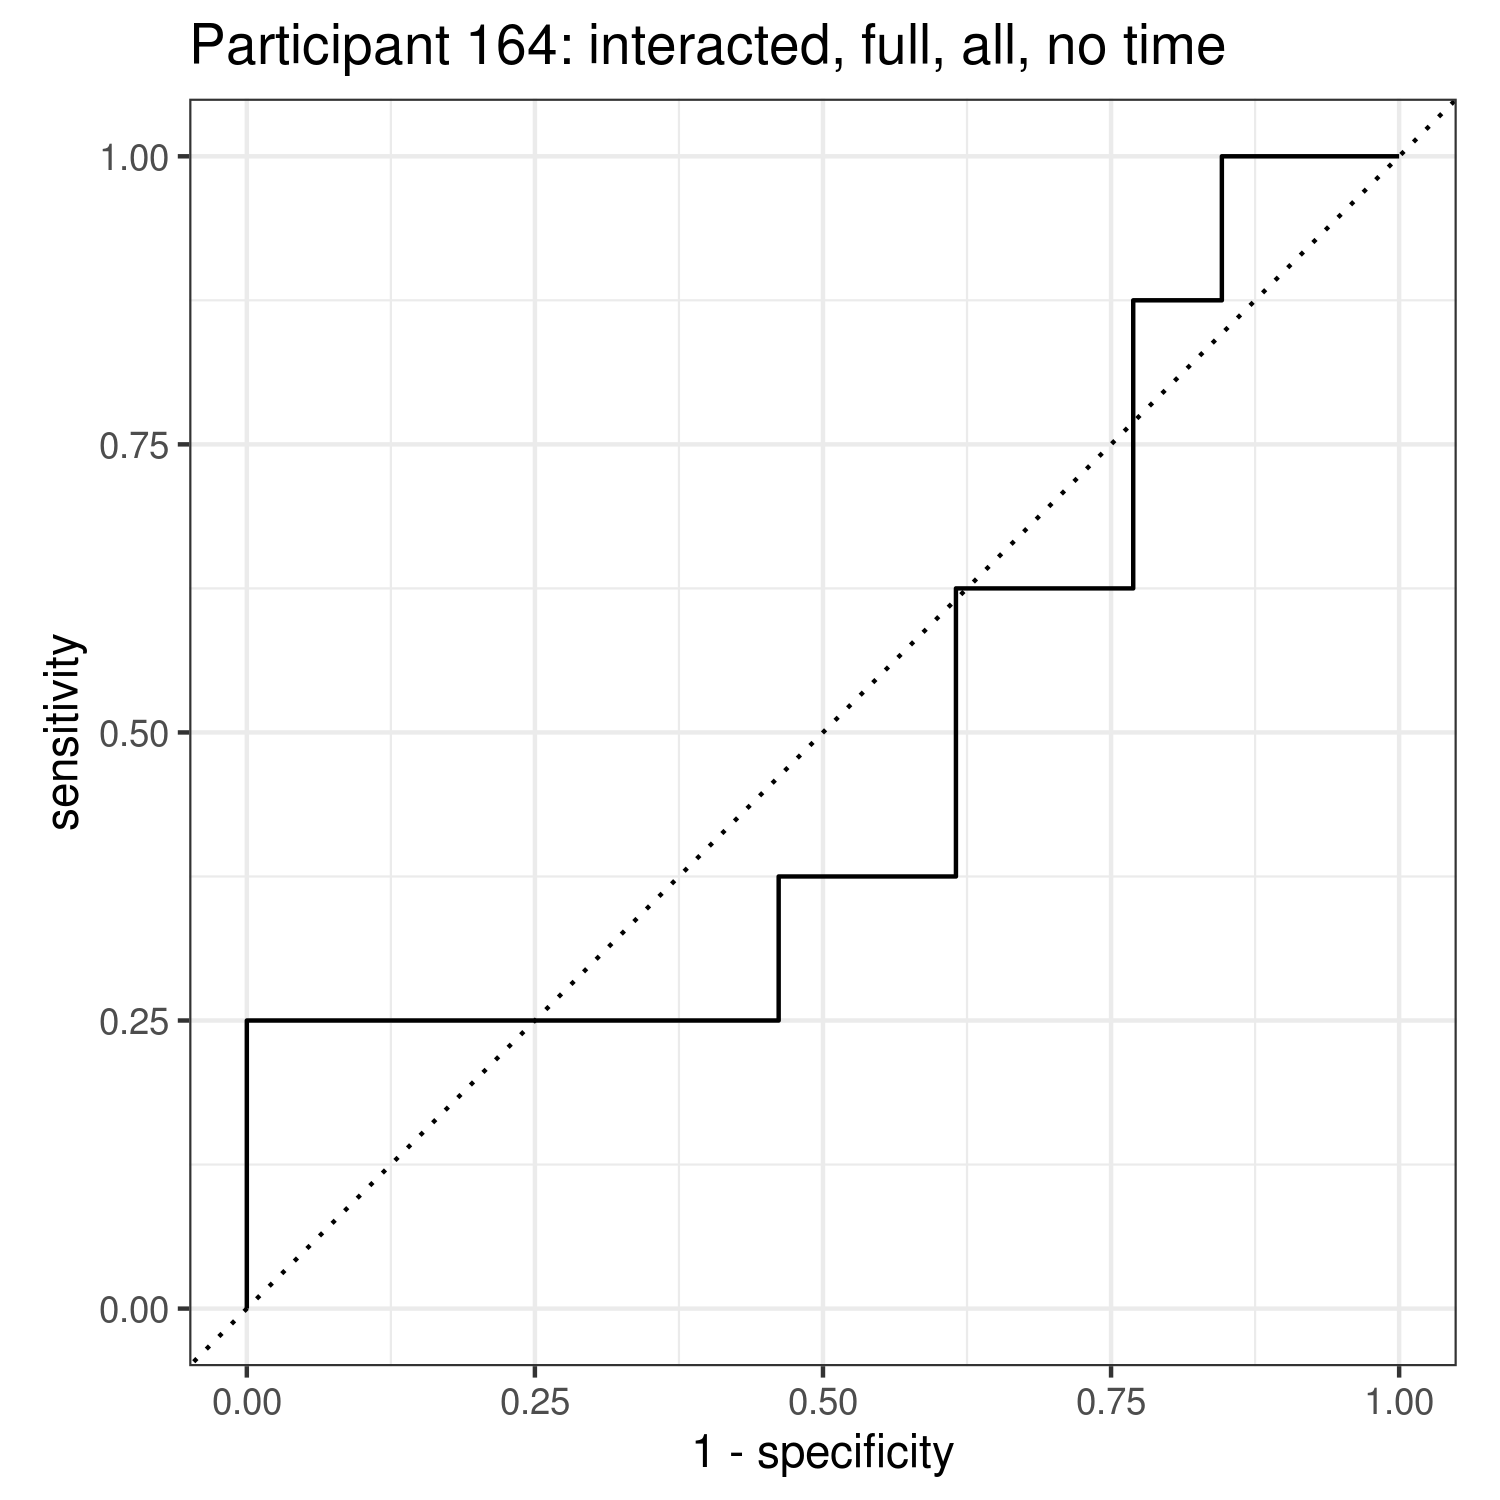 Participant 164: interacted, full, all, no time
1.00
0.75
0.50
0.25
0.00
sensitivity
0.00 0.25 0.50 0.75 1.00
1 - specificity